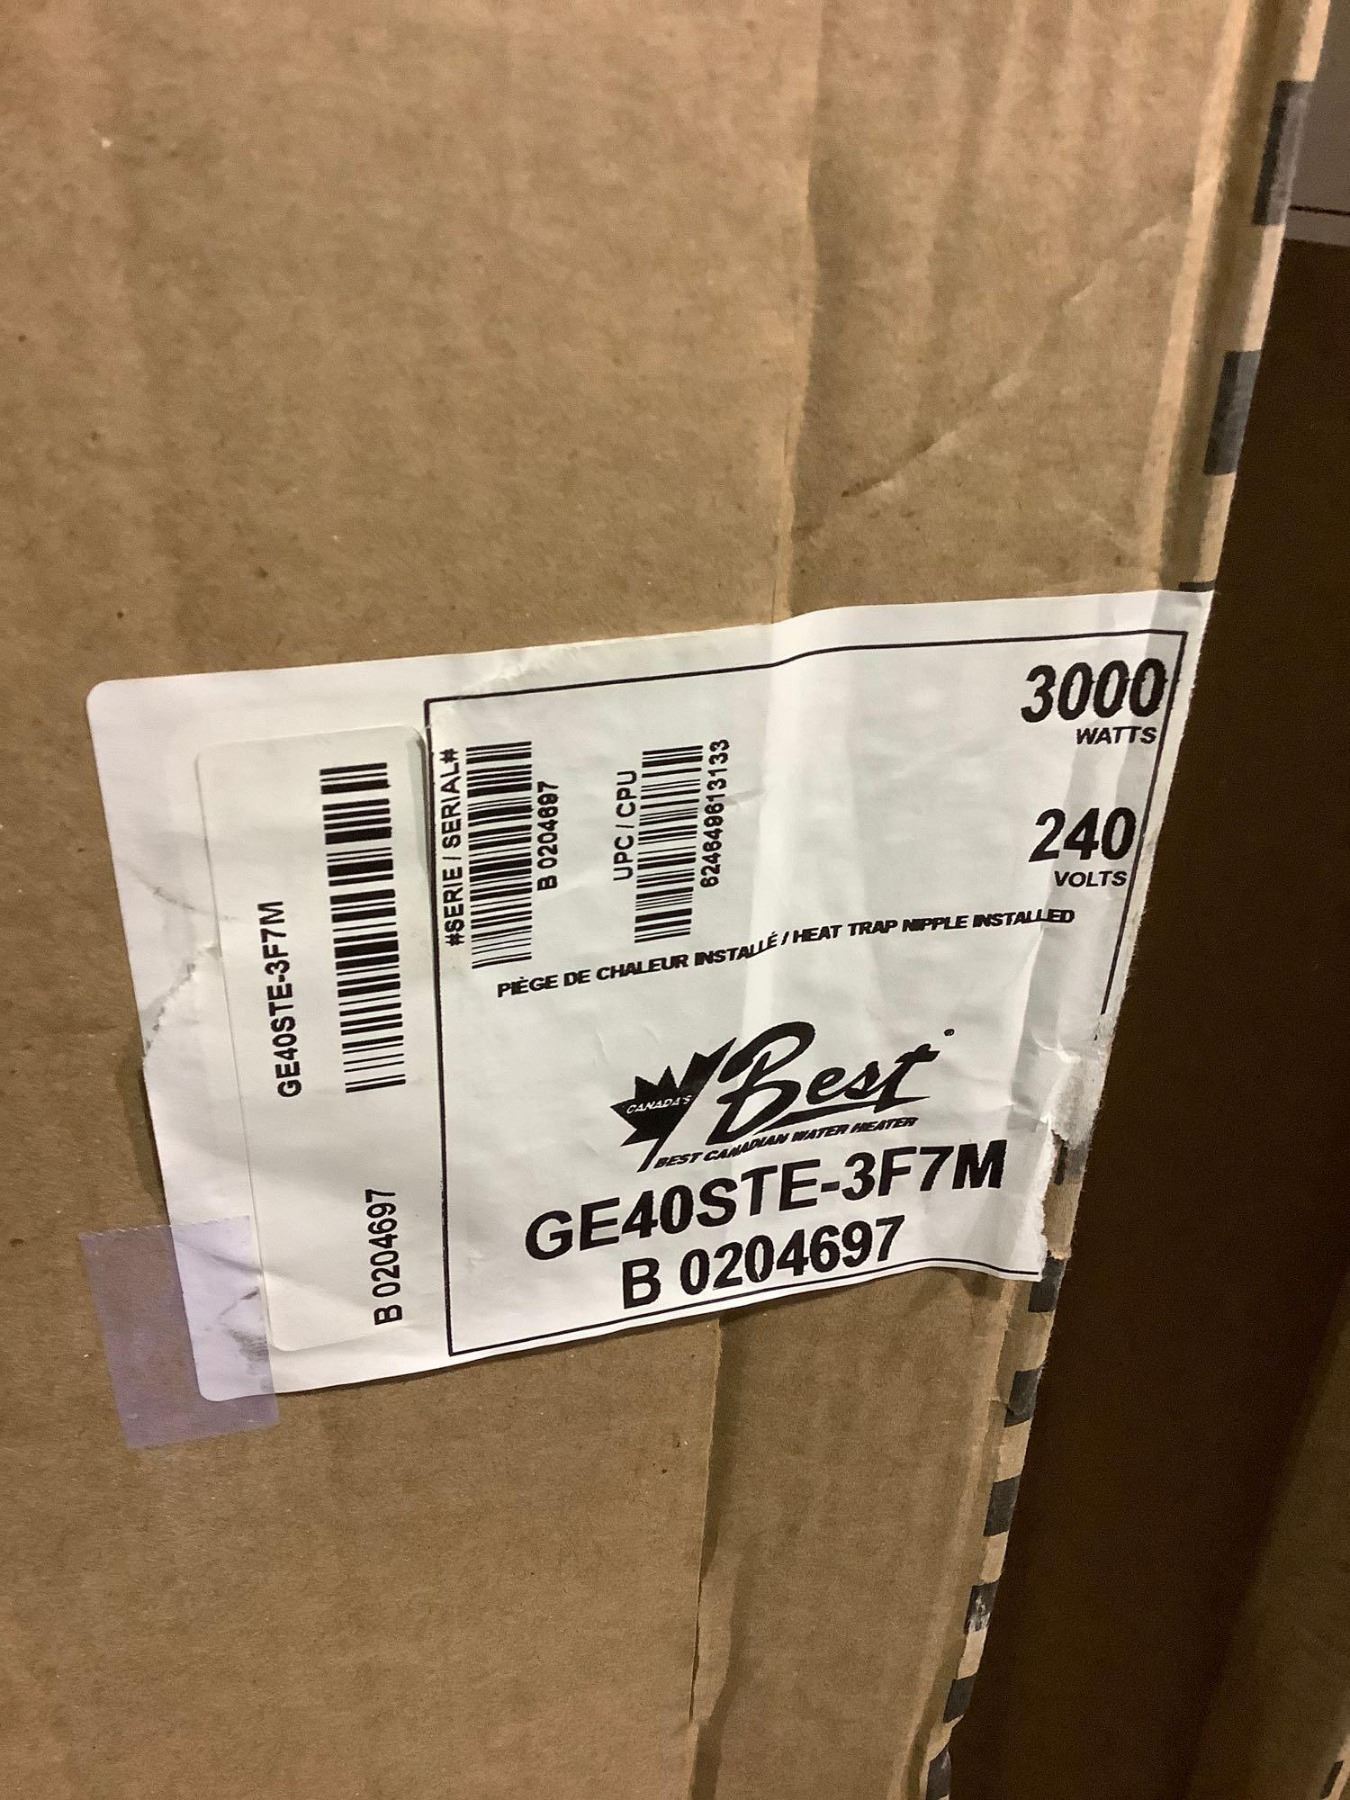 GE40STE-3F7M
B 0204697
#SERIE / SERIAL#
B 0204697
UPC / CPU
624649613133
3000
WATTS
240
VOLTS
PIÈGE DE CHALEUR INSTALLÉ / HEAT TRAP NIPPLE INSTALLED
CANADA'S
Best®
BEST CANADIAN WATER HEATER
GE40STE-3F7M
B 0204697